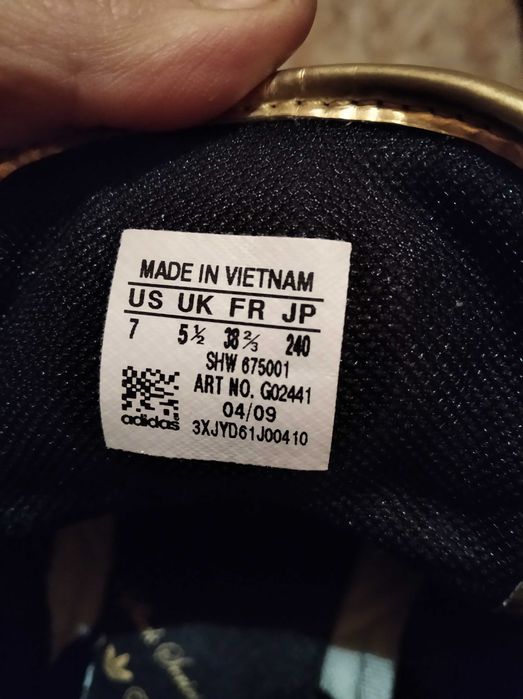 MADE IN VIETNAM
US UK FR JP
7 5½ 38⅔ 240
SHW 675001
ART NO. G02441
04/09
adidas 3XJYD61J00410